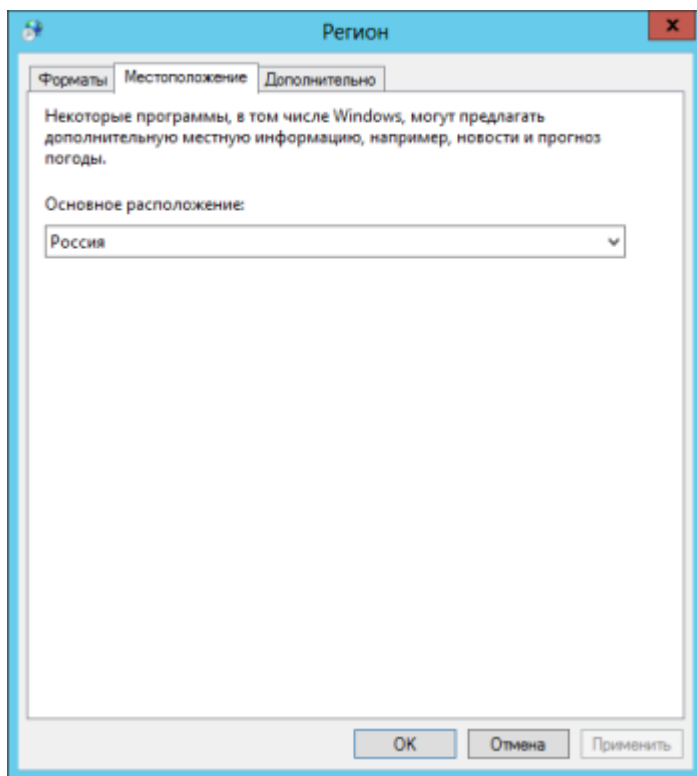 Регион
x
Форматы Местоположение Дополнительно
Некоторые программы, в том числе Windows, могут предлагать
дополнительную местную информацию, например, новости и прогноз
погоды.
Основное расположение:
Россия
OK Отмена Применить